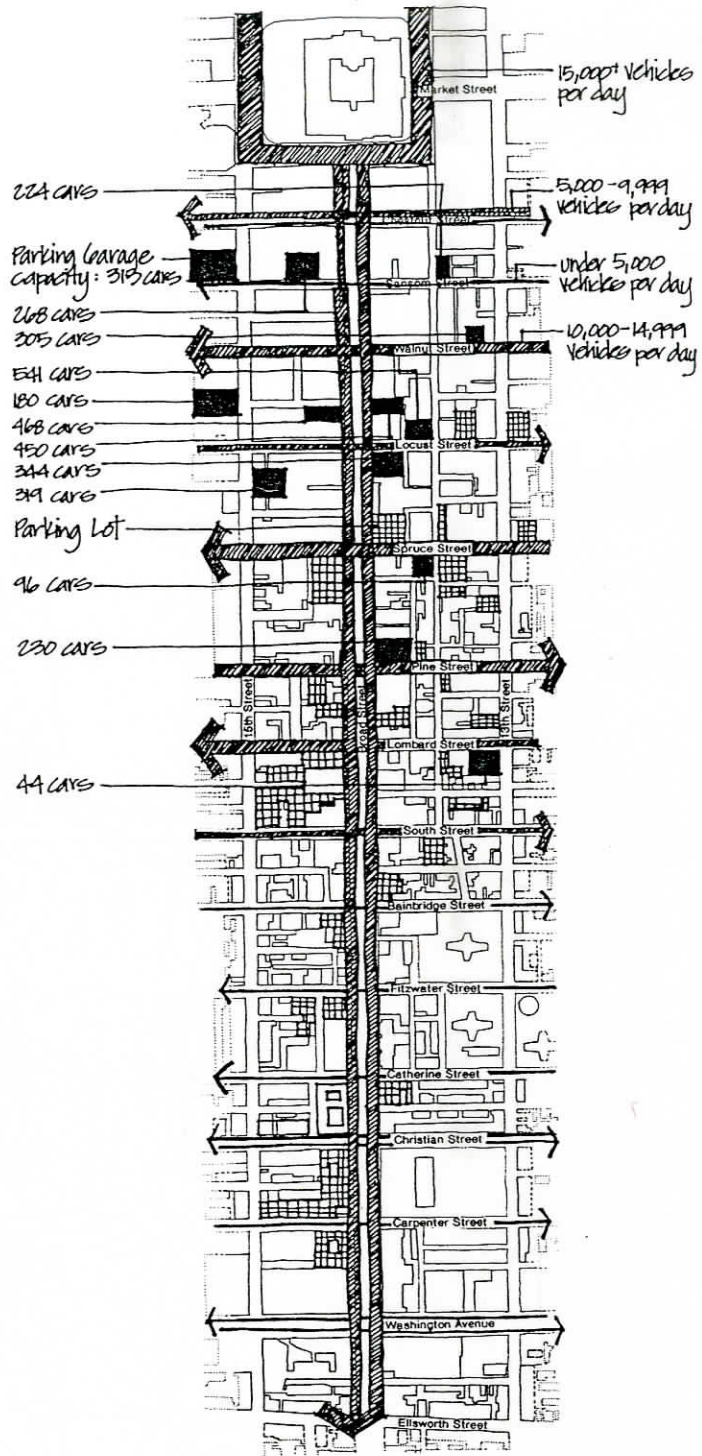 15,000+ vehicles
per day
Market Street
224 cars
5,000-9,999
vehicles per day
Parking Garage
capacity: 313 cars
under 5,000
vehicles per day
Sansom Street
268 cars
305 cars
10,000-14,999
vehicles per day
Walnut Street
541 cars
180 cars
468 cars
450 cars
Locust Street
344 cars
319 cars
Parking Lot
Spruce Street
96 cars
230 cars
Pine Street
15th Street
Broad Street
13th Street
Lombard Street
44 cars
South Street
Bainbridge Street
Fitzwater Street
Catherine Street
Christian Street
Carpenter Street
Washington Avenue
Ellsworth Street